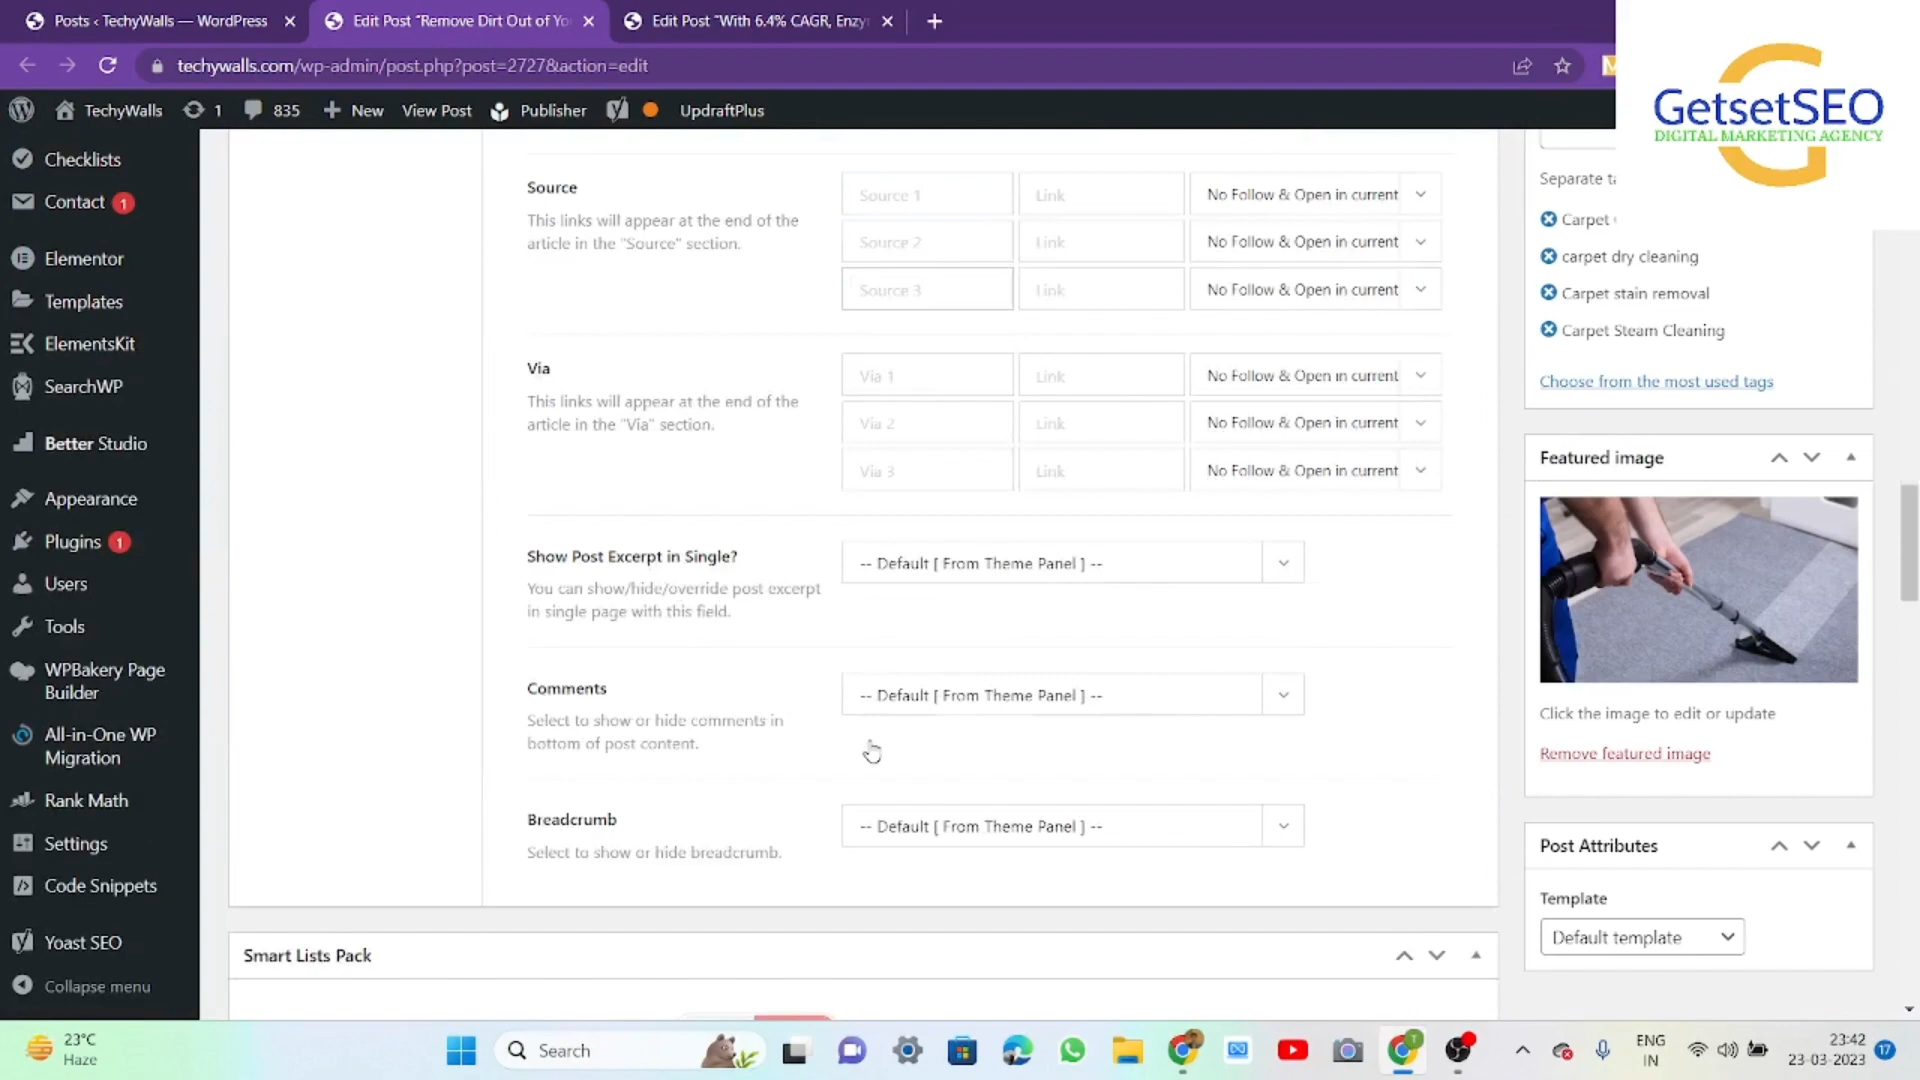 Posts ‹ TechyWalls — WordPress
Edit Post "Remove Dirt Out of Yo
Edit Post "With 6.4% CAGR, Enzy
techywalls.com/wp-admin/post.php?post=2727&action=edit
TechyWalls
1
835
New
View Post
Publisher
UpdraftPlus
GetsetSEO
DIGITAL MARKETING AGENCY
Checklists
Contact 1
Elementor
Templates
ElementsKit
SearchWP
Better Studio
Appearance
Plugins 1
Users
Tools
WPBakery Page
Builder
All-in-One WP
Migration
Rank Math
Settings
Code Snippets
Yoast SEO
Collapse menu
Source
This links will appear at the end of the
article in the "Source" section.
Source 1 Link No Follow & Open in current
Source 2 Link No Follow & Open in current
Source 3 Link No Follow & Open in current
Via
This links will appear at the end of the
article in the "Via" section.
Via 1 Link No Follow & Open in current
Via 2 Link No Follow & Open in current
Via 3 Link No Follow & Open in current
Show Post Excerpt in Single?
You can show/hide/override post excerpt
in single page with this field.
-- Default [ From Theme Panel ] --
Comments
Select to show or hide comments in
bottom of post content.
-- Default [ From Theme Panel ] --
Breadcrumb
Select to show or hide breadcrumb.
-- Default [ From Theme Panel ] --
Smart Lists Pack
Separate ta
Carpet
carpet dry cleaning
Carpet stain removal
Carpet Steam Cleaning
Choose from the most used tags
Featured image
Click the image to edit or update
Remove featured image
Post Attributes
Template
Default template
23°C
Haze
Search
ENG
IN
23:42
23-03-2023
17